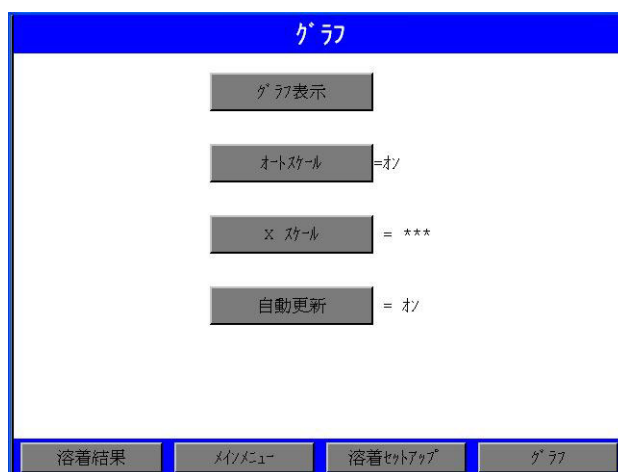 グラフ
グラフ表示
オートスケール =オン
X スケール = ***
自動更新 = オン
溶着結果 メインメニュー 溶着セットアップ グラフ